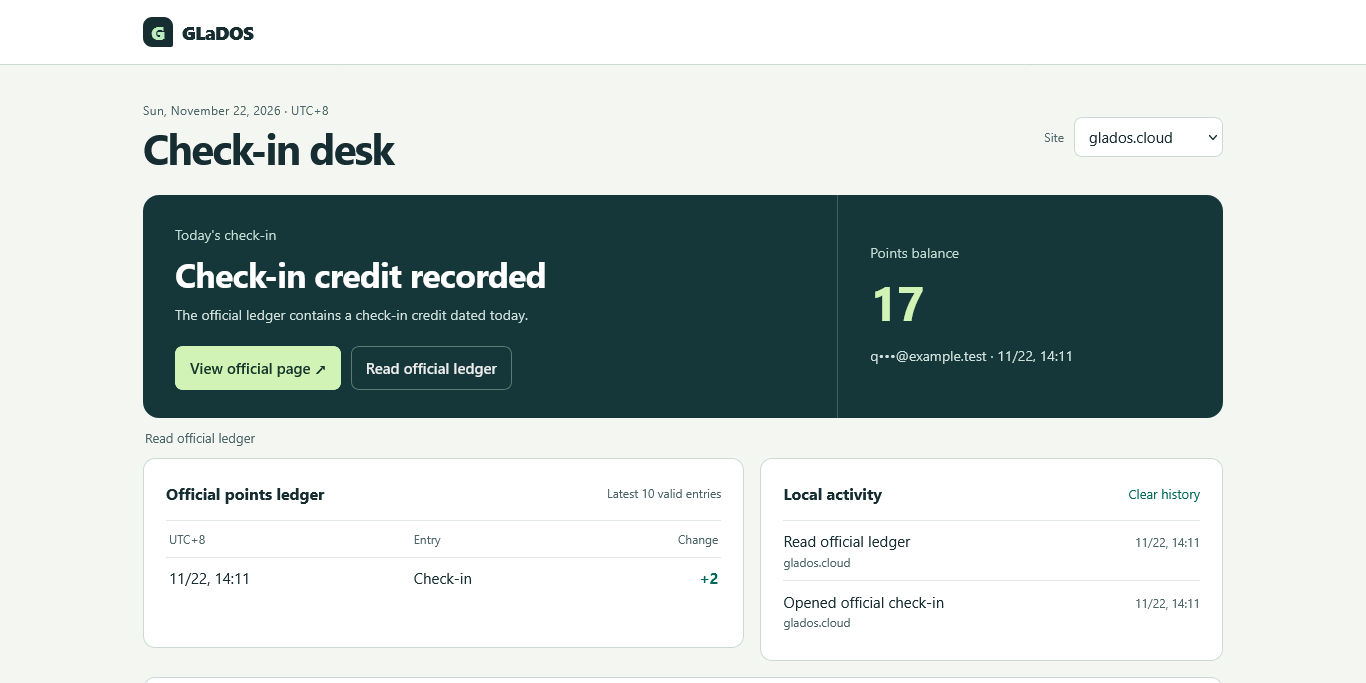 G GLaDOS
Sun, November 22, 2026 · UTC+8
Check-in desk
Site glados.cloud
Today's check-in
Check-in credit recorded
The official ledger contains a check-in credit dated today.
View official page ↗ Read official ledger
Points balance
17
q•••@example.test · 11/22, 14:11
Read official ledger
Official points ledger Latest 10 valid entries
UTC+8 Entry Change
11/22, 14:11 Check-in +2
Local activity Clear history
Read official ledger 11/22, 14:11
glados.cloud
Opened official check-in 11/22, 14:11
glados.cloud